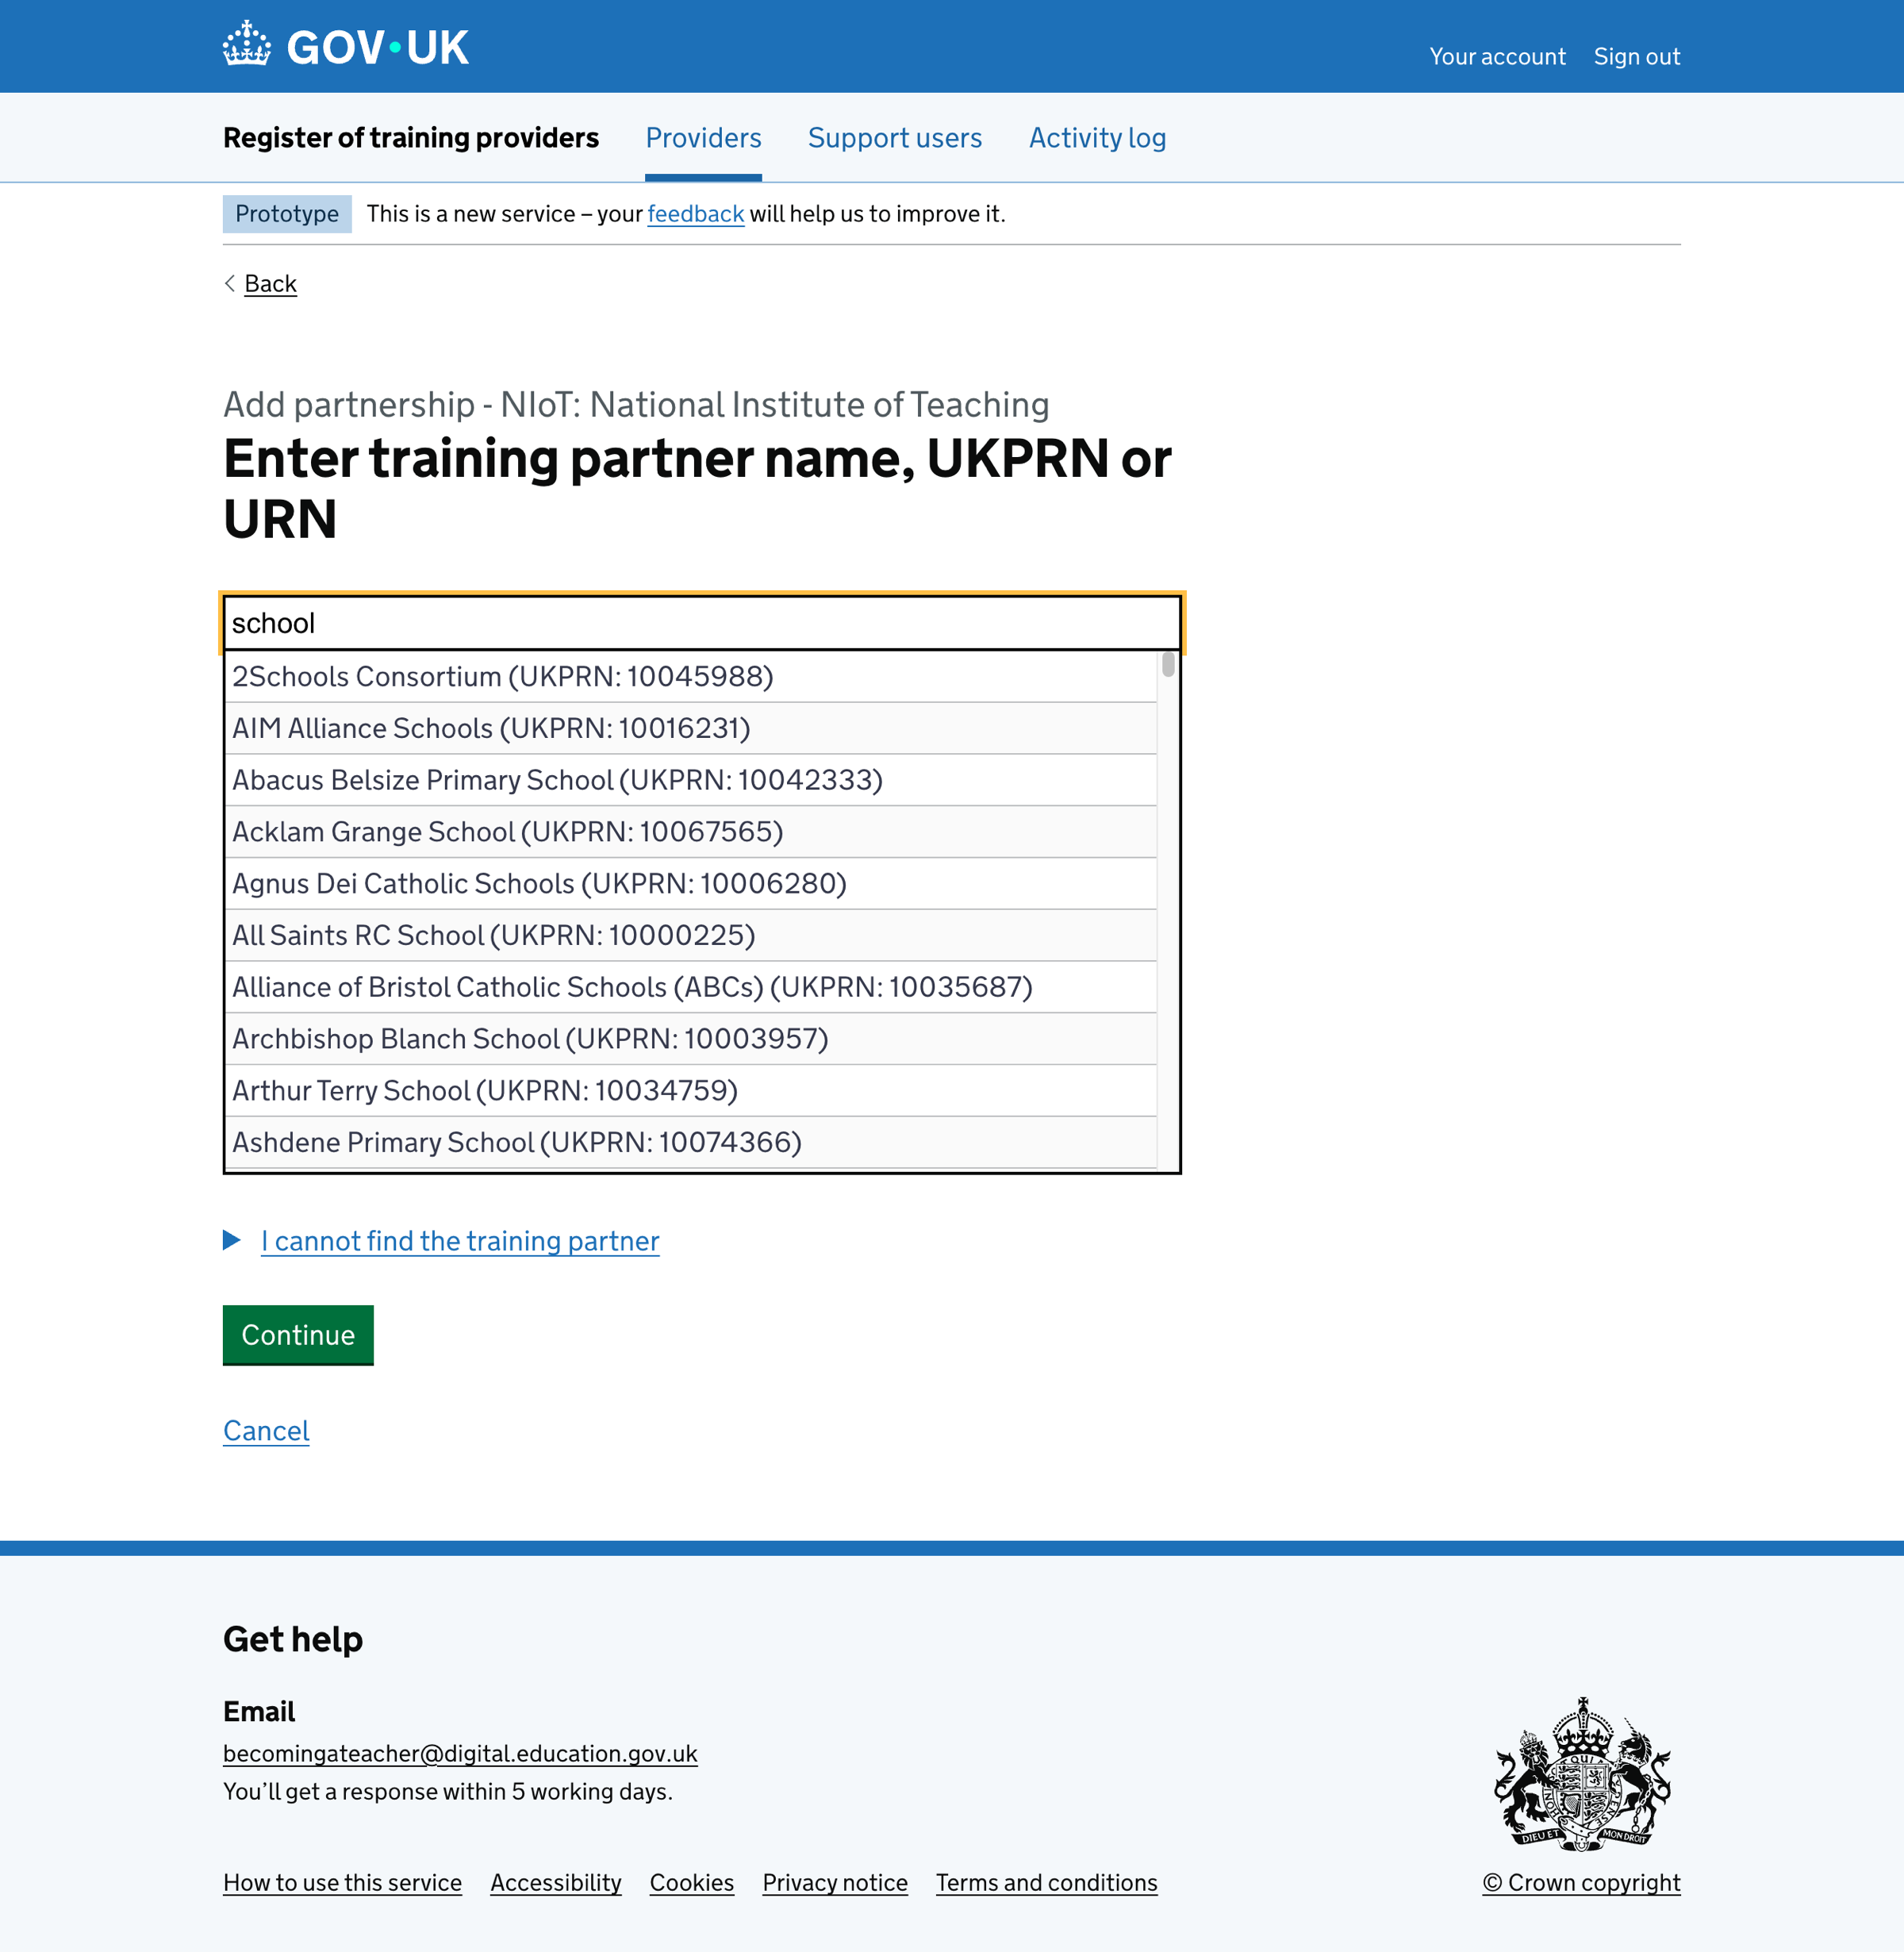 GOV·UK
Your account
Sign out
Register of training providers
Providers
Support users
Activity log
Prototype
This is a new service – your feedback will help us to improve it.
Back
Add partnership - NIoT: National Institute of Teaching
Enter training partner name, UKPRN or
URN
school
2Schools Consortium (UKPRN: 10045988)
AIM Alliance Schools (UKPRN: 10016231)
Abacus Belsize Primary School (UKPRN: 10042333)
Acklam Grange School (UKPRN: 10067565)
Agnus Dei Catholic Schools (UKPRN: 10006280)
All Saints RC School (UKPRN: 10000225)
Alliance of Bristol Catholic Schools (ABCs) (UKPRN: 10035687)
Archbishop Blanch School (UKPRN: 10003957)
Arthur Terry School (UKPRN: 10034759)
Ashdene Primary School (UKPRN: 10074366)
I cannot find the training partner
Continue
Cancel
Get help
Email
becomingateacher@digital.education.gov.uk
You’ll get a response within 5 working days.
DIEU ET
MON DROIT
How to use this service
Accessibility
Cookies
Privacy notice
Terms and conditions
© Crown copyright